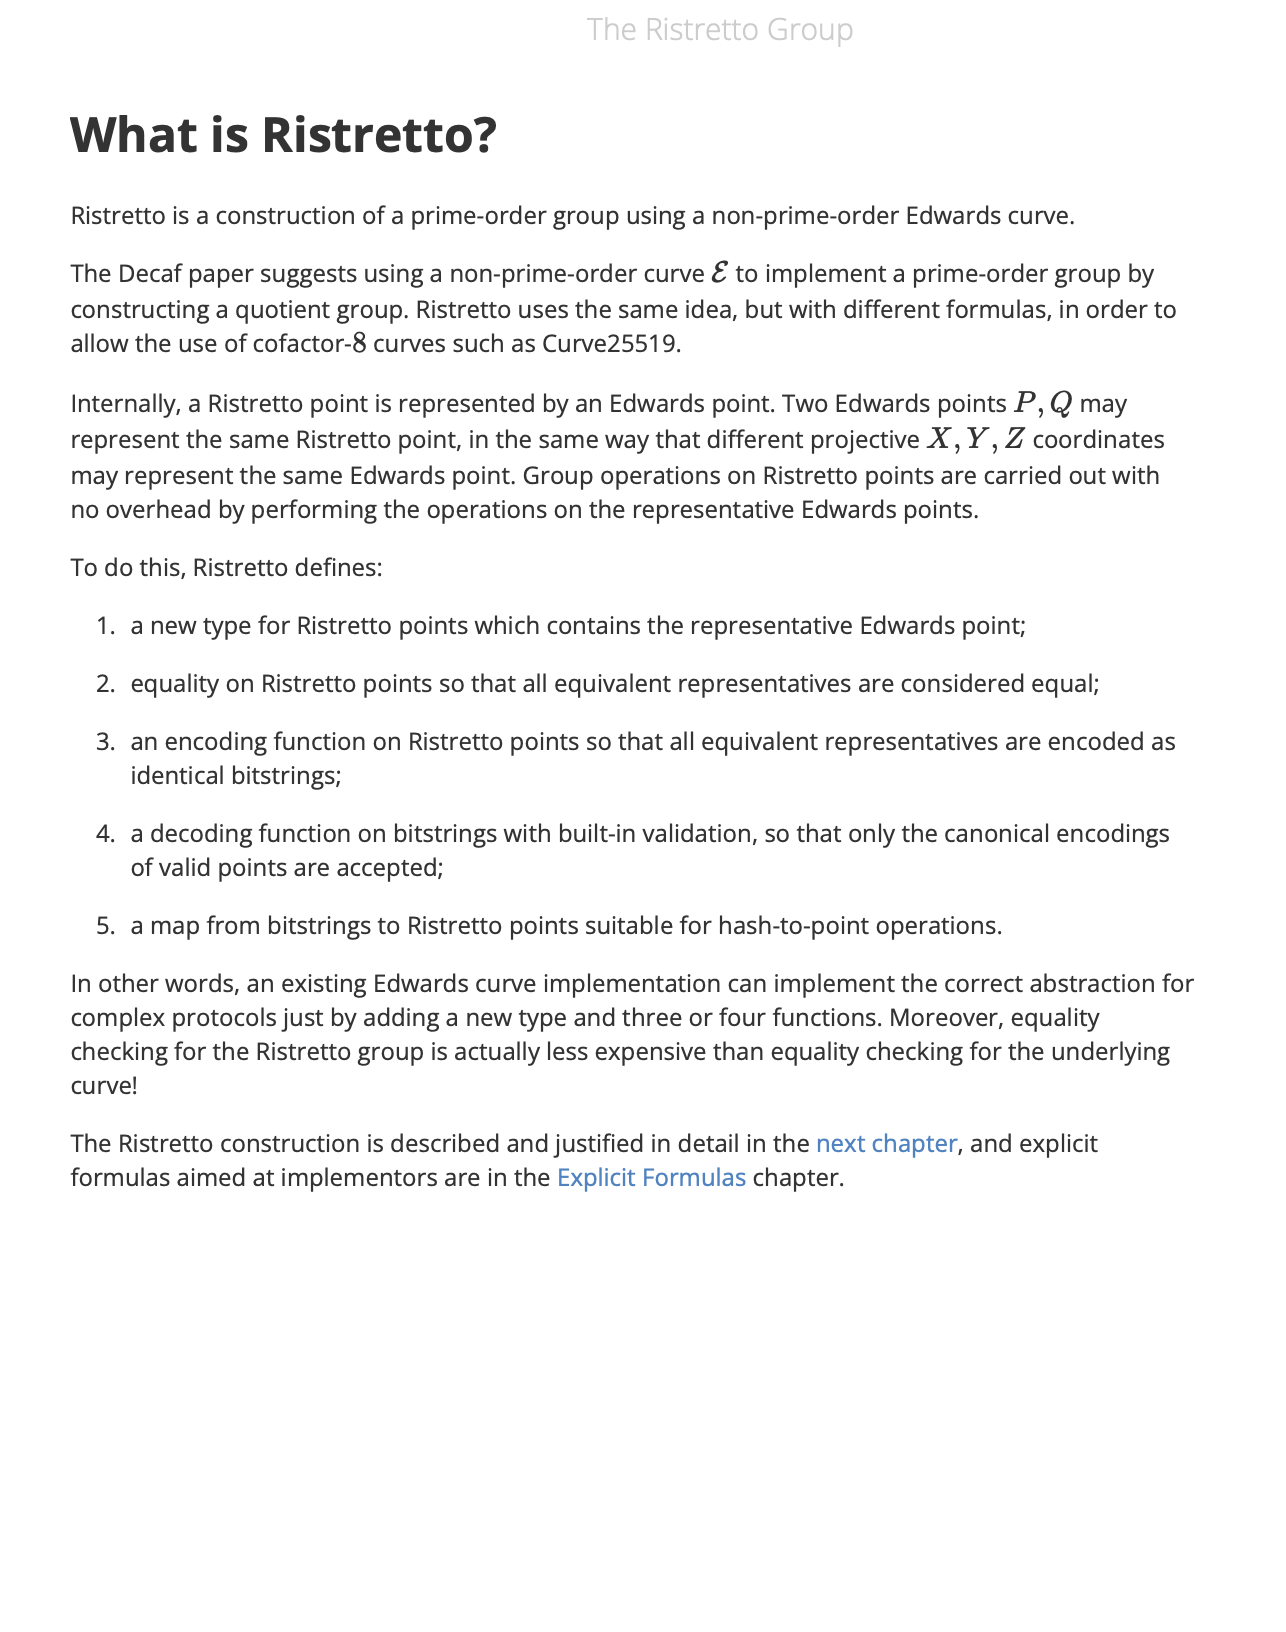 The Ristretto Group
What is Ristretto?
Ristretto is a construction of a prime-order group using a non-prime-order Edwards curve.
The Decaf paper suggests using a non-prime-order curve ℰ to implement a prime-order group by
constructing a quotient group. Ristretto uses the same idea, but with different formulas, in order to
allow the use of cofactor-8 curves such as Curve25519.
Internally, a Ristretto point is represented by an Edwards point. Two Edwards points P, Q may
represent the same Ristretto point, in the same way that different projective X, Y, Z coordinates
may represent the same Edwards point. Group operations on Ristretto points are carried out with
no overhead by performing the operations on the representative Edwards points.
To do this, Ristretto defines:
1. a new type for Ristretto points which contains the representative Edwards point;
2. equality on Ristretto points so that all equivalent representatives are considered equal;
3. an encoding function on Ristretto points so that all equivalent representatives are encoded as
identical bitstrings;
4. a decoding function on bitstrings with built-in validation, so that only the canonical encodings
of valid points are accepted;
5. a map from bitstrings to Ristretto points suitable for hash-to-point operations.
In other words, an existing Edwards curve implementation can implement the correct abstraction for
complex protocols just by adding a new type and three or four functions. Moreover, equality
checking for the Ristretto group is actually less expensive than equality checking for the underlying
curve!
The Ristretto construction is described and justified in detail in the next chapter, and explicit
formulas aimed at implementors are in the Explicit Formulas chapter.